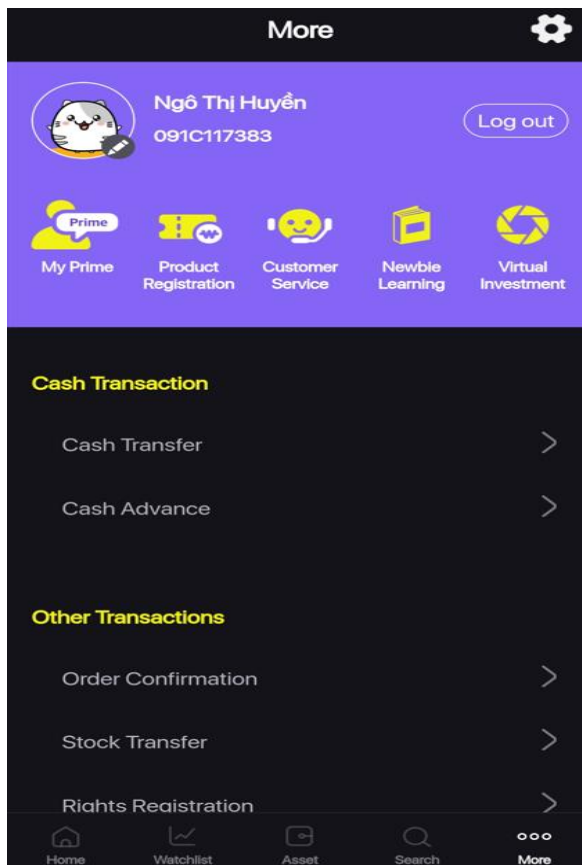 More
Ngô Thị Huyền
091C117383
Log out
Prime
My Prime
Product
Registration
Customer
Service
Newbie
Learning
Virtual
Investment
Cash Transaction
Cash Transfer
Cash Advance
Other Transactions
Order Confirmation
Stock Transfer
Rights Registration
Home
Watchlist
Asset
Search
More